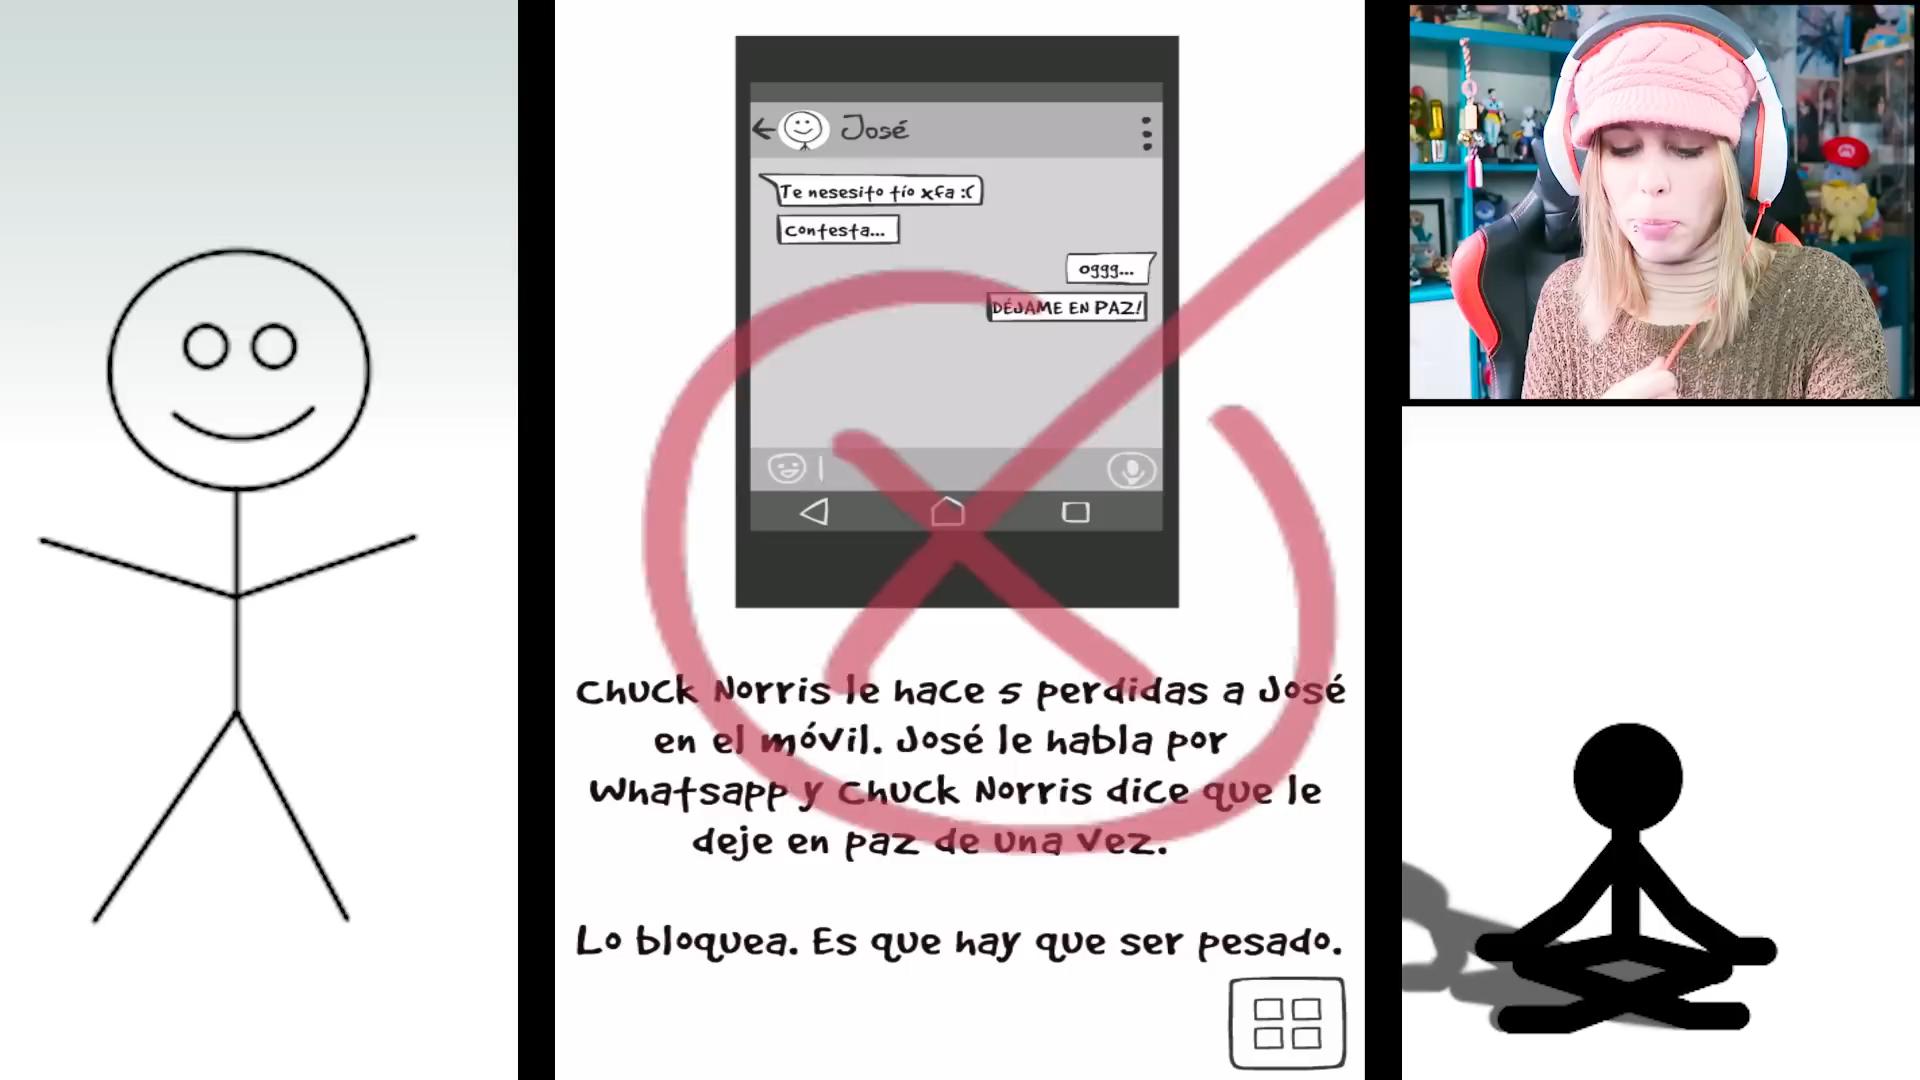 José
Te nesesito tío xfa :(
contesta...
oggg...
DÉJAME EN PAZ!
Chuck Norris le hace 5 perdidas a José
en el móvil. José le habla por
Whatsapp y Chuck Norris dice que le
deje en paz de una vez.
Lo bloquea. Es que hay que ser pesado.